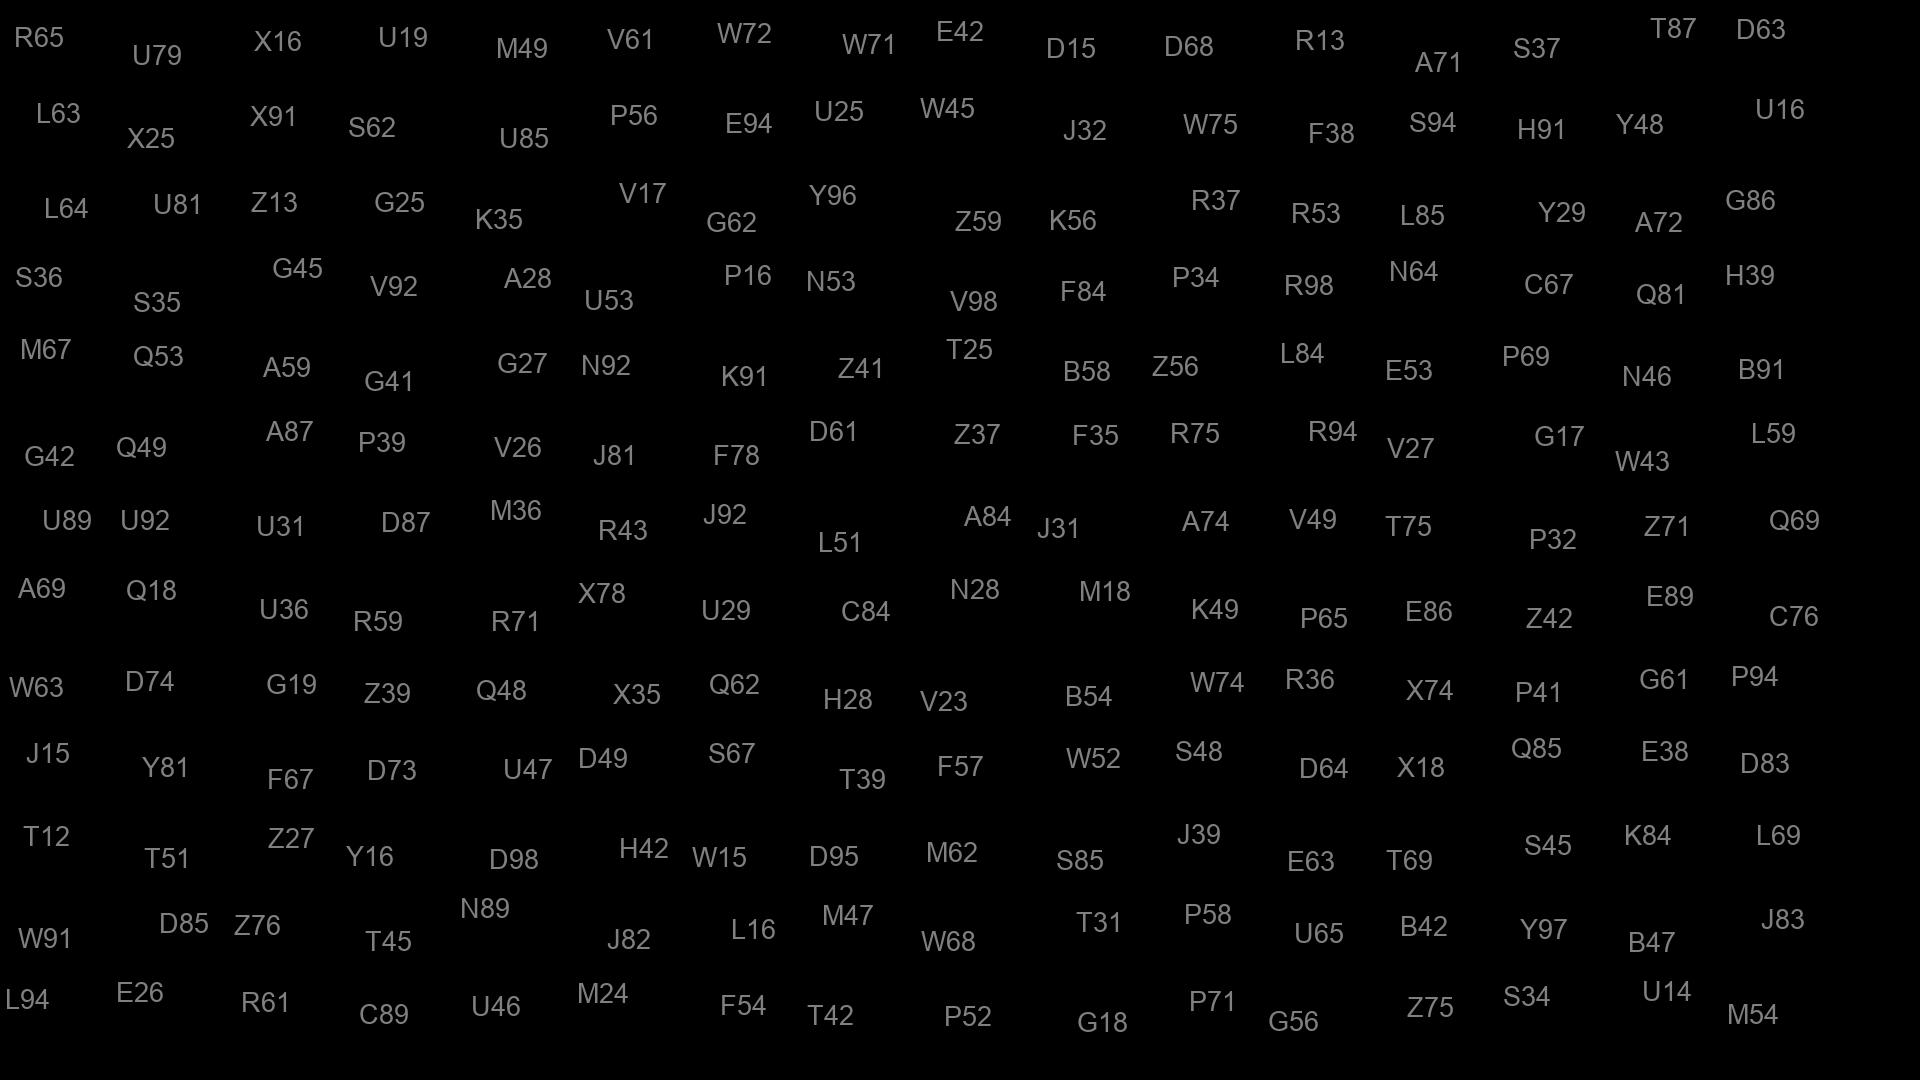 R65 U79 X16 U19 M49 V61 W72 W71 E42 D15 D68 R13 A71 S37 T87 D63
L63 X25 X91 S62 U85 P56 E94 U25 W45 J32 W75 F38 S94 H91 Y48 U16
L64 U81 Z13 G25 K35 V17 G62 Y96 Z59 K56 R37 R53 L85 Y29 A72 G86
S36 S35 G45 V92 A28 U53 P16 N53 V98 F84 P34 R98 N64 C67 Q81 H39
M67 Q53 A59 G41 G27 N92 K91 Z41 T25 B58 Z56 L84 E53 P69 N46 B91
G42 Q49 A87 P39 V26 J81 F78 D61 Z37 F35 R75 R94 V27 G17 W43 L59
U89 U92 U31 D87 M36 R43 J92 L51 A84 J31 A74 V49 T75 P32 Z71 Q69
A69 Q18 U36 R59 R71 X78 U29 C84 N28 M18 K49 P65 E86 Z42 E89 C76
W63 D74 G19 Z39 Q48 X35 Q62 H28 V23 B54 W74 R36 X74 P41 G61 P94
J15 Y81 F67 D73 U47 D49 S67 T39 F57 W52 S48 D64 X18 Q85 E38 D83
T12 T51 Z27 Y16 D98 H42 W15 D95 M62 S85 J39 E63 T69 S45 K84 L69
W91 D85 Z76 T45 N89 J82 L16 M47 W68 T31 P58 U65 B42 Y97 B47 J83
L94 E26 R61 C89 U46 M24 F54 T42 P52 G18 P71 G56 Z75 S34 U14 M54